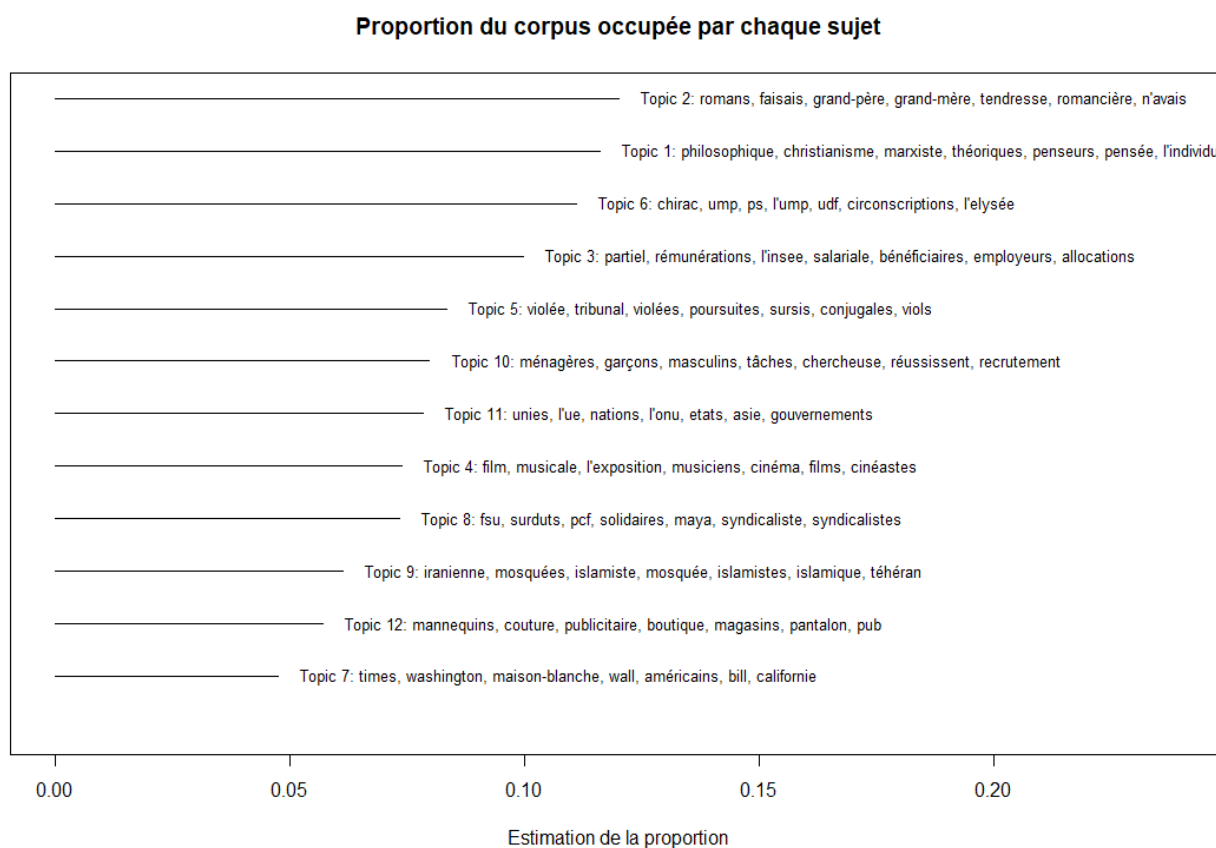 Proportion du corpus occupée par chaque sujet
Topic 2: romans, faisais, grand-père, grand-mère, tendresse, romancière, n'avais
Topic 1: philosophique, christianisme, marxiste, théoriques, penseurs, pensée, l'individu
Topic 6: chirac, ump, ps, l'ump, udf, circonscriptions, l'elysée
Topic 3: partiel, rémunérations, l'insee, salariale, bénéficiaires, employeurs, allocations
Topic 5: violée, tribunal, violées, poursuites, sursis, conjugales, viols
Topic 10: ménagères, garçons, masculins, tâches, chercheuse, réussissent, recrutement
Topic 11: unies, l'ue, nations, l'onu, etats, asie, gouvernements
Topic 4: film, musicale, l'exposition, musiciens, cinéma, films, cinéastes
Topic 8: fsu, surduts, pcf, solidaires, maya, syndicaliste, syndicalistes
Topic 9: iranienne, mosquées, islamiste, mosquée, islamistes, islamique, téhéran
Topic 12: mannequins, couture, publicitaire, boutique, magasins, pantalon, pub
Topic 7: times, washington, maison-blanche, wall, américains, bill, californie
0.00 0.05 0.10 0.15 0.20
Estimation de la proportion